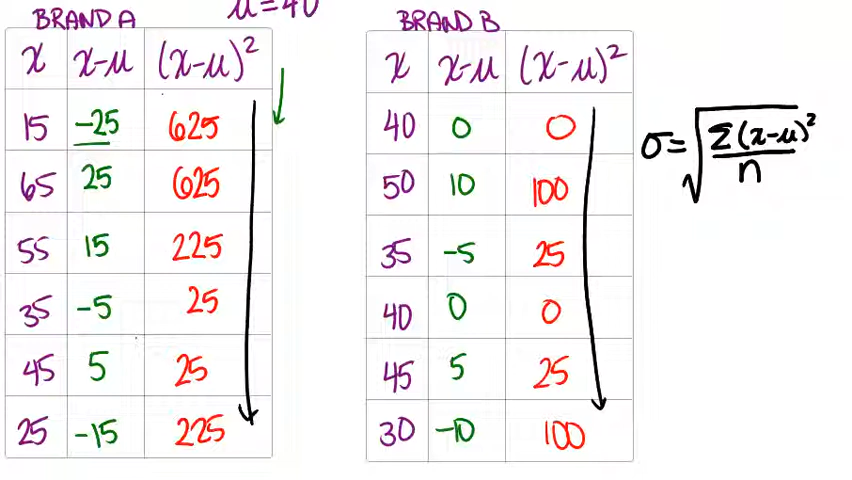 μ=40
BRAND A
x x-μ (x-μ)²
15 -25 625
65 25 625
55 15 225
35 -5 25
45 5 25
25 -15 225
BRAND B
x x-μ (x-μ)²
40 0 0
50 10 100
35 -5 25
40 0 0
45 5 25
30 -10 100
σ=√(Σ(x-μ)²/n)